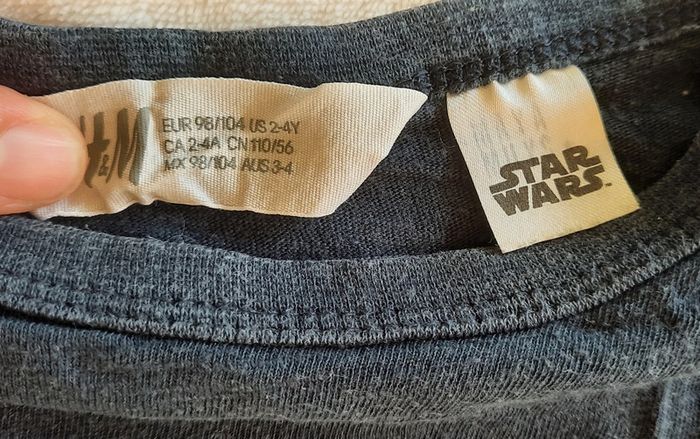 H&M
EUR 98/104 US 2-4Y
CA 2-4A CN 110/56
MX 98/104 AUS 3-4
STAR
WARS